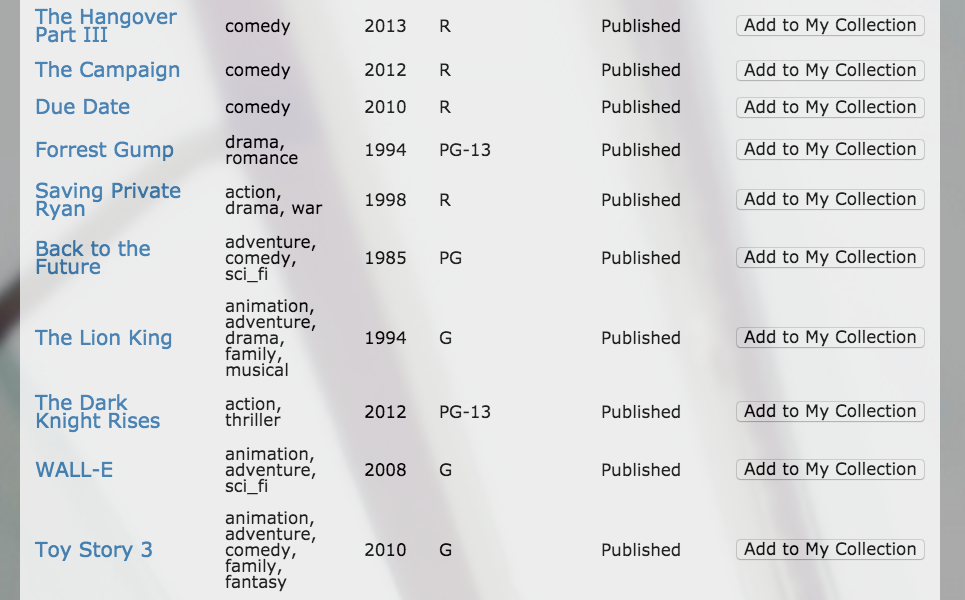 The Hangover
Part III
comedy
2013
R
Published
Add to My Collection
The Campaign
comedy
2012
R
Published
Add to My Collection
Due Date
comedy
2010
R
Published
Add to My Collection
Forrest Gump
drama,
romance
1994
PG-13
Published
Add to My Collection
Saving Private
Ryan
action,
drama, war
1998
R
Published
Add to My Collection
Back to the
Future
adventure,
comedy,
sci_fi
1985
PG
Published
Add to My Collection
The Lion King
animation,
adventure,
drama,
family,
musical
1994
G
Published
Add to My Collection
The Dark
Knight Rises
action,
thriller
2012
PG-13
Published
Add to My Collection
WALL-E
animation,
adventure,
sci_fi
2008
G
Published
Add to My Collection
Toy Story 3
animation,
adventure,
comedy,
family,
fantasy
2010
G
Published
Add to My Collection